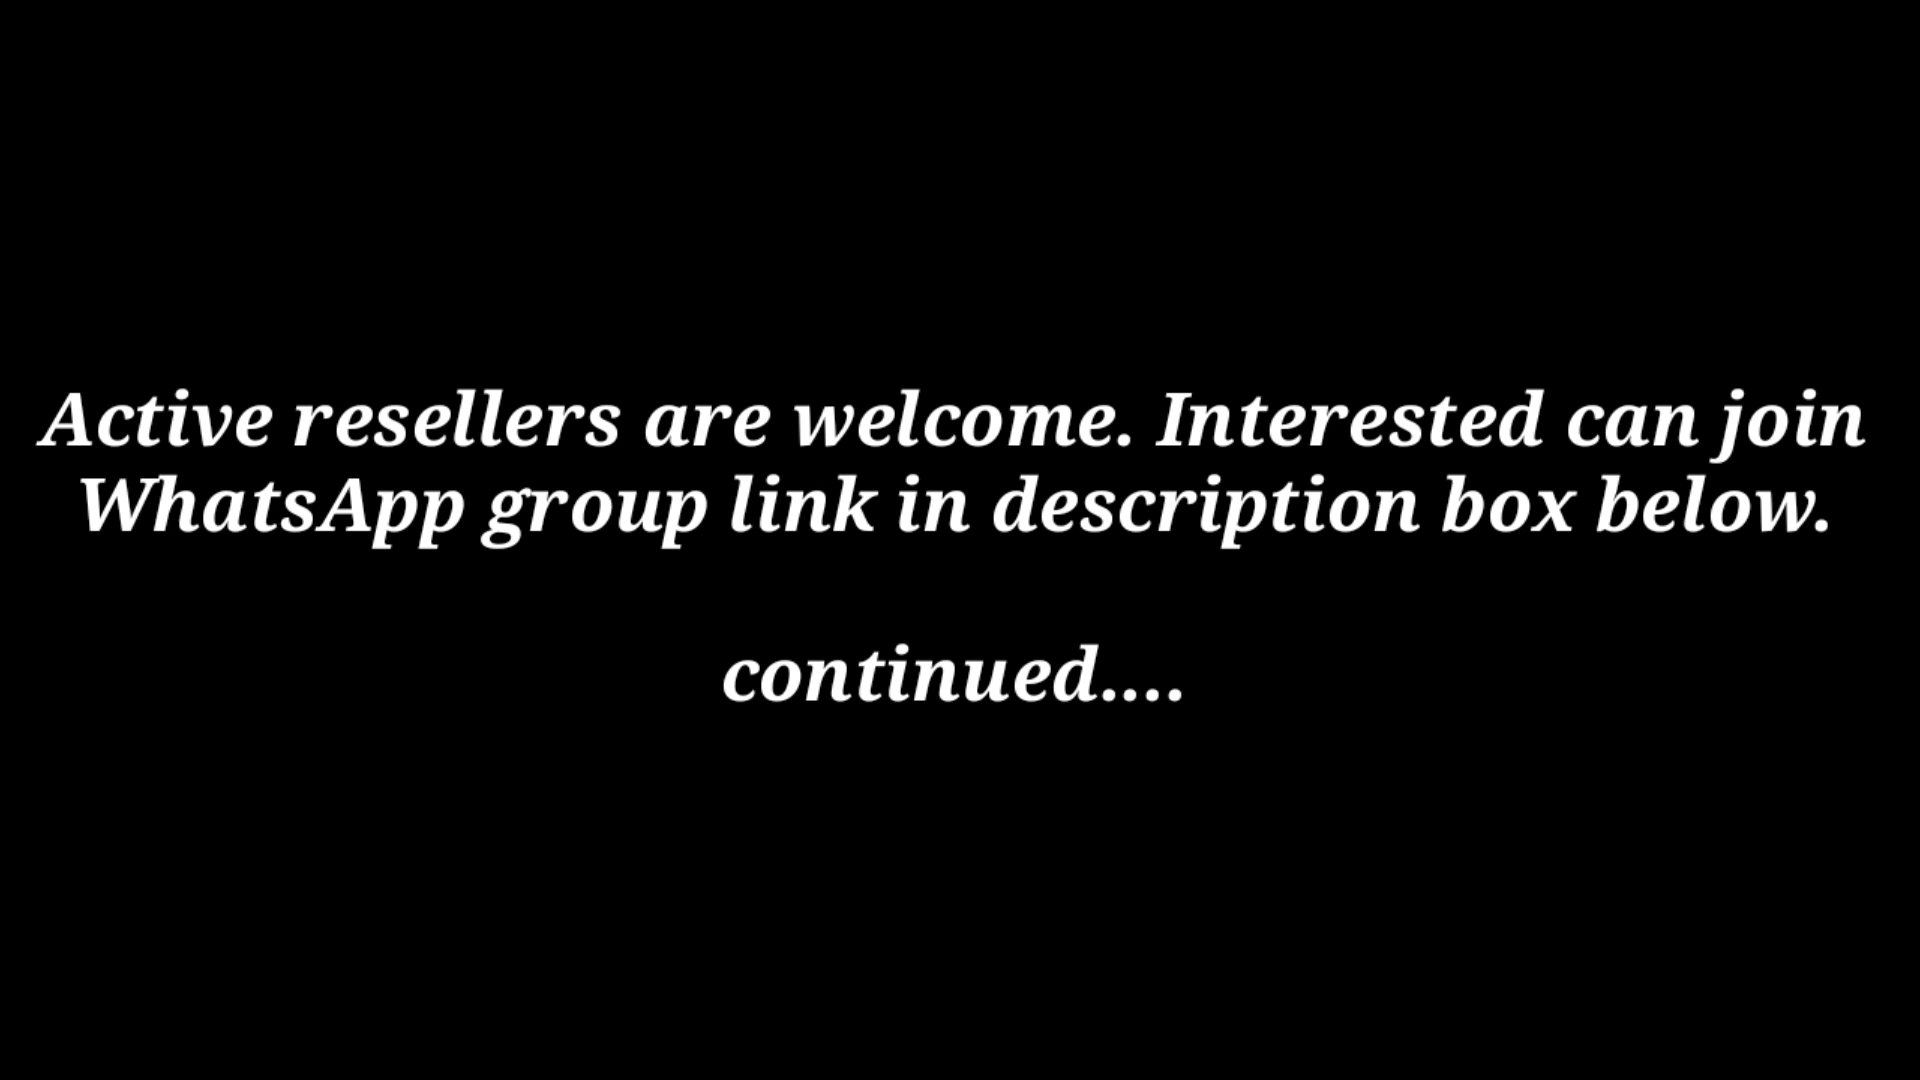 Active resellers are welcome. Interested can join
WhatsApp group link in description box below.
continued....